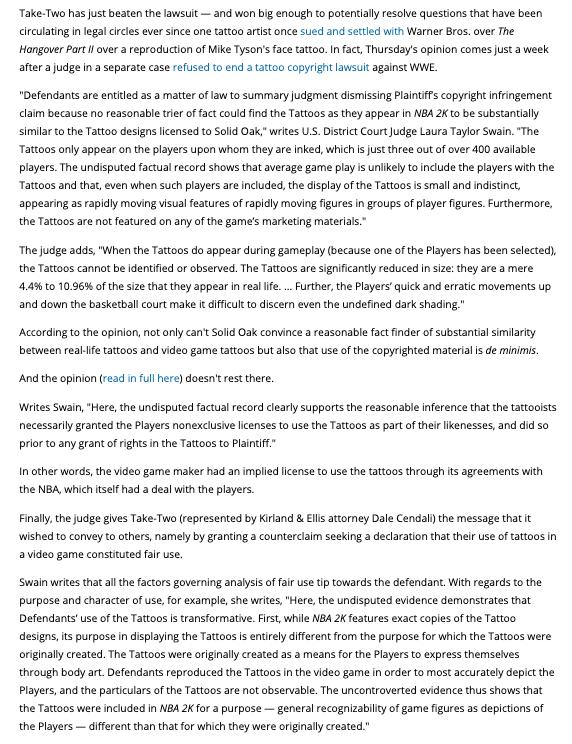 Take-Two has just beaten the lawsuit — and won big enough to potentially resolve questions that have been
circulating in legal circles ever since one tattoo artist once sued and settled with Warner Bros. over The
Hangover Part II over a reproduction of Mike Tyson's face tattoo. In fact, Thursday's opinion comes just a week
after a judge in a separate case refused to end a tattoo copyright lawsuit against WWE.
"Defendants are entitled as a matter of law to summary judgment dismissing Plaintiff's copyright infringement
claim because no reasonable trier of fact could find the Tattoos as they appear in NBA 2K to be substantially
similar to the Tattoo designs licensed to Solid Oak," writes U.S. District Court Judge Laura Taylor Swain. "The
Tattoos only appear on the players upon whom they are inked, which is just three out of over 400 available
players. The undisputed factual record shows that average game play is unlikely to include the players with the
Tattoos and that, even when such players are included, the display of the Tattoos is small and indistinct,
appearing as rapidly moving visual features of rapidly moving figures in groups of player figures. Furthermore,
the Tattoos are not featured on any of the game's marketing materials."
The judge adds, "When the Tattoos do appear during gameplay (because one of the Players has been selected),
the Tattoos cannot be identified or observed. The Tattoos are significantly reduced in size: they are a mere
4.4% to 10.96% of the size that they appear in real life. ... Further, the Players' quick and erratic movements up
and down the basketball court make it difficult to discern even the undefined dark shading."
According to the opinion, not only can't Solid Oak convince a reasonable fact finder of substantial similarity
between real-life tattoos and video game tattoos but also that use of the copyrighted material is de minimis.
And the opinion (read in full here) doesn't rest there.
Writes Swain, "Here, the undisputed factual record clearly supports the reasonable inference that the tattooists
necessarily granted the Players nonexclusive licenses to use the Tattoos as part of their likenesses, and did so
prior to any grant of rights in the Tattoos to Plaintiff."
In other words, the video game maker had an implied license to use the tattoos through its agreements with
the NBA, which itself had a deal with the players.
Finally, the judge gives Take-Two (represented by Kirland & Ellis attorney Dale Cendali) the message that it
wished to convey to others, namely by granting a counterclaim seeking a declaration that their use of tattoos in
a video game constituted fair use.
Swain writes that all the factors governing analysis of fair use tip towards the defendant. With regards to the
purpose and character of use, for example, she writes, "Here, the undisputed evidence demonstrates that
Defendants' use of the Tattoos is transformative. First, while NBA 2K features exact copies of the Tattoo
designs, its purpose in displaying the Tattoos is entirely different from the purpose for which the Tattoos were
originally created. The Tattoos were originally created as a means for the Players to express themselves
through body art. Defendants reproduced the Tattoos in the video game in order to most accurately depict the
Players, and the particulars of the Tattoos are not observable. The uncontroverted evidence thus shows that
the Tattoos were included in NBA 2K for a purpose — general recognizability of game figures as depictions of
the Players — different than that for which they were originally created."